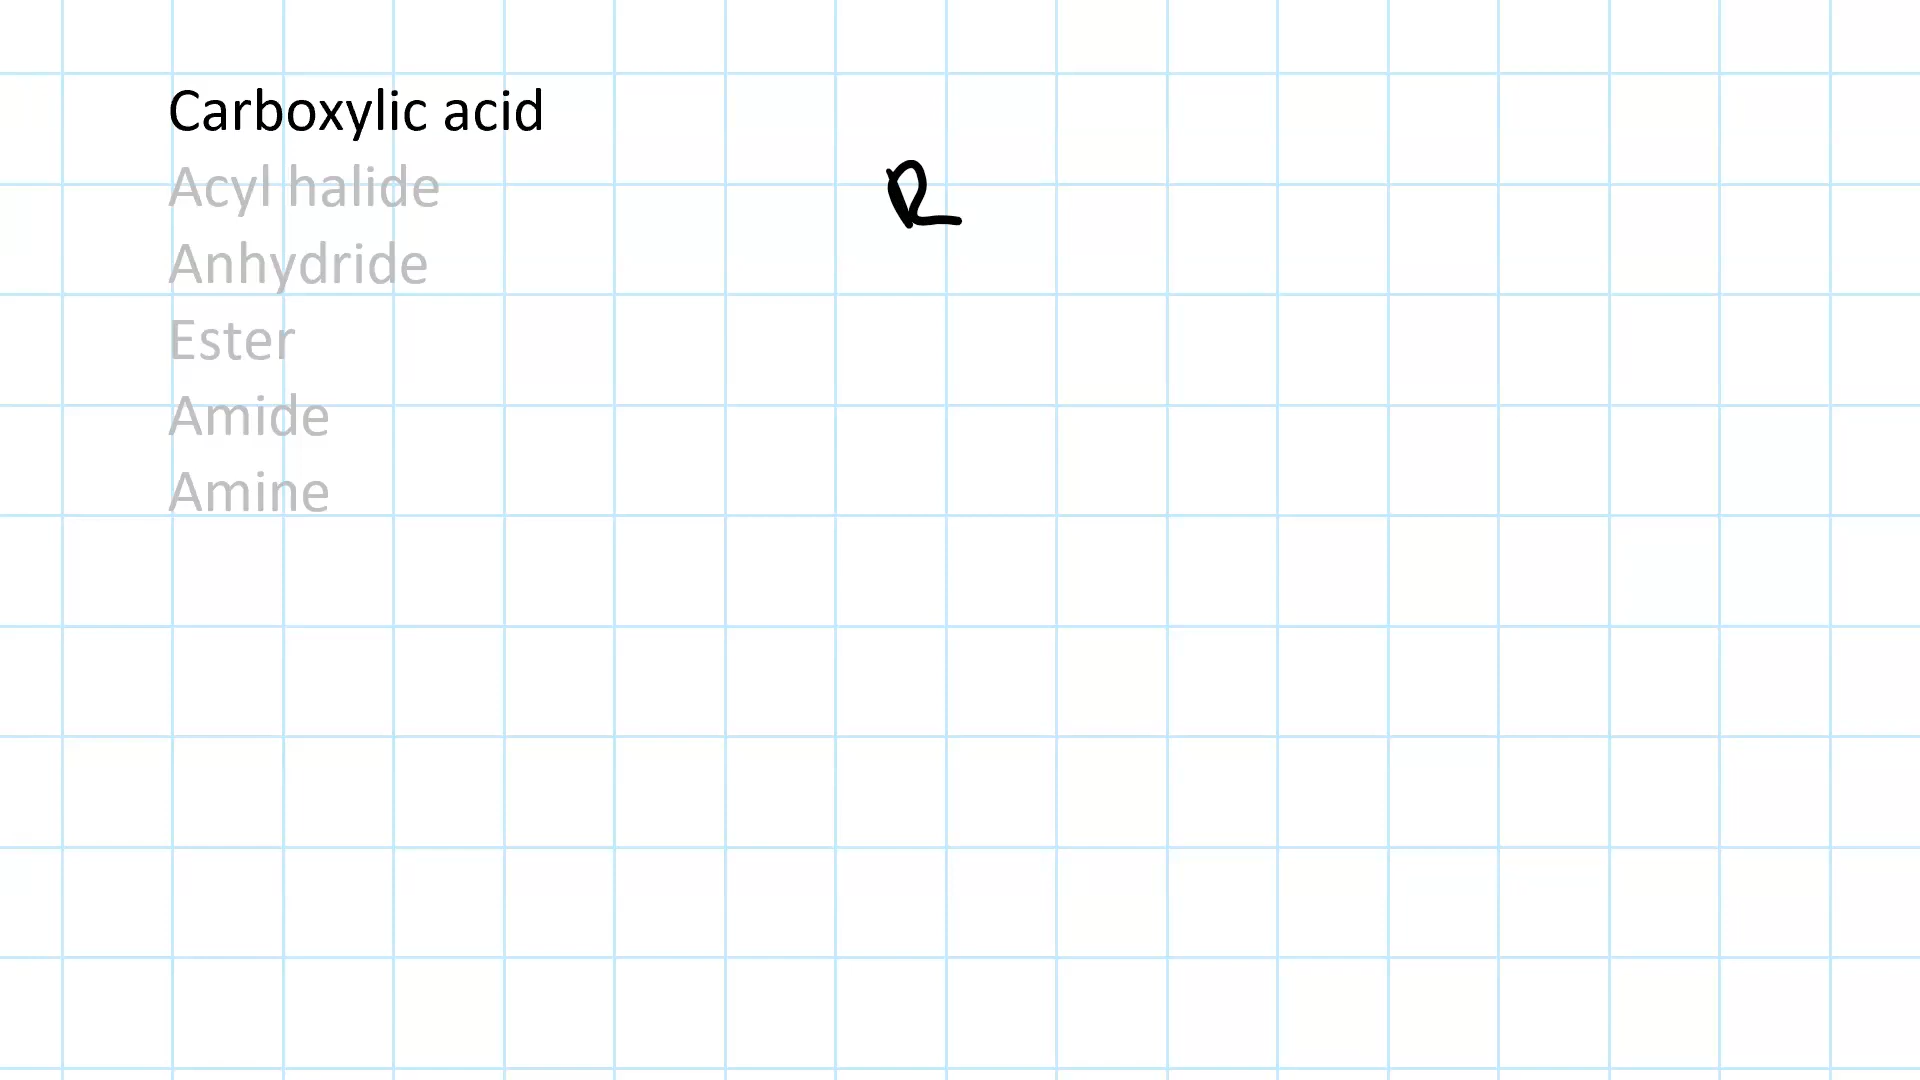 Carboxylic acid
R
Acyl halide
Anhydride
Ester
Amide
Amine